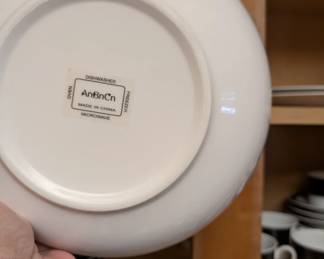 DISHWASHER
OVEN
AnBnCn
FREEZER
MADE IN CHINA
MICROWAVE